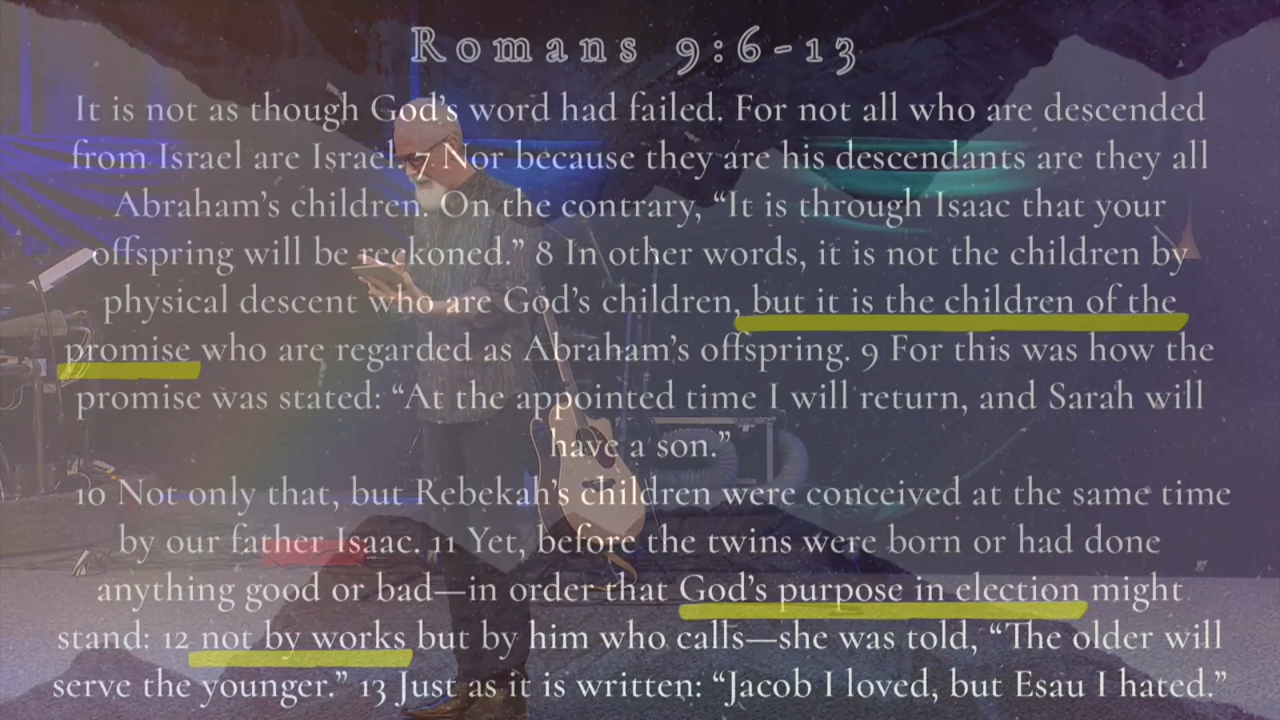 Romans 9:6-13
It is not as though God's word had failed. For not all who are descended
from Israel are Israel. 7 Nor because they are his descendants are they all
Abraham's children. On the contrary, “It is through Isaac that your
offspring will be reckoned.” 8 In other words, it is not the children by
physical descent who are God's children, but it is the children of the
promise who are regarded as Abraham's offspring. 9 For this was how the
promise was stated: “At the appointed time I will return, and Sarah will
have a son.”
10 Not only that, but Rebekah's children were conceived at the same time
by our father Isaac. 11 Yet, before the twins were born or had done
anything good or bad—in order that God's purpose in election might
stand: 12 not by works but by him who calls—she was told, “The older will
serve the younger.” 13 Just as it is written: “Jacob I loved, but Esau I hated.”